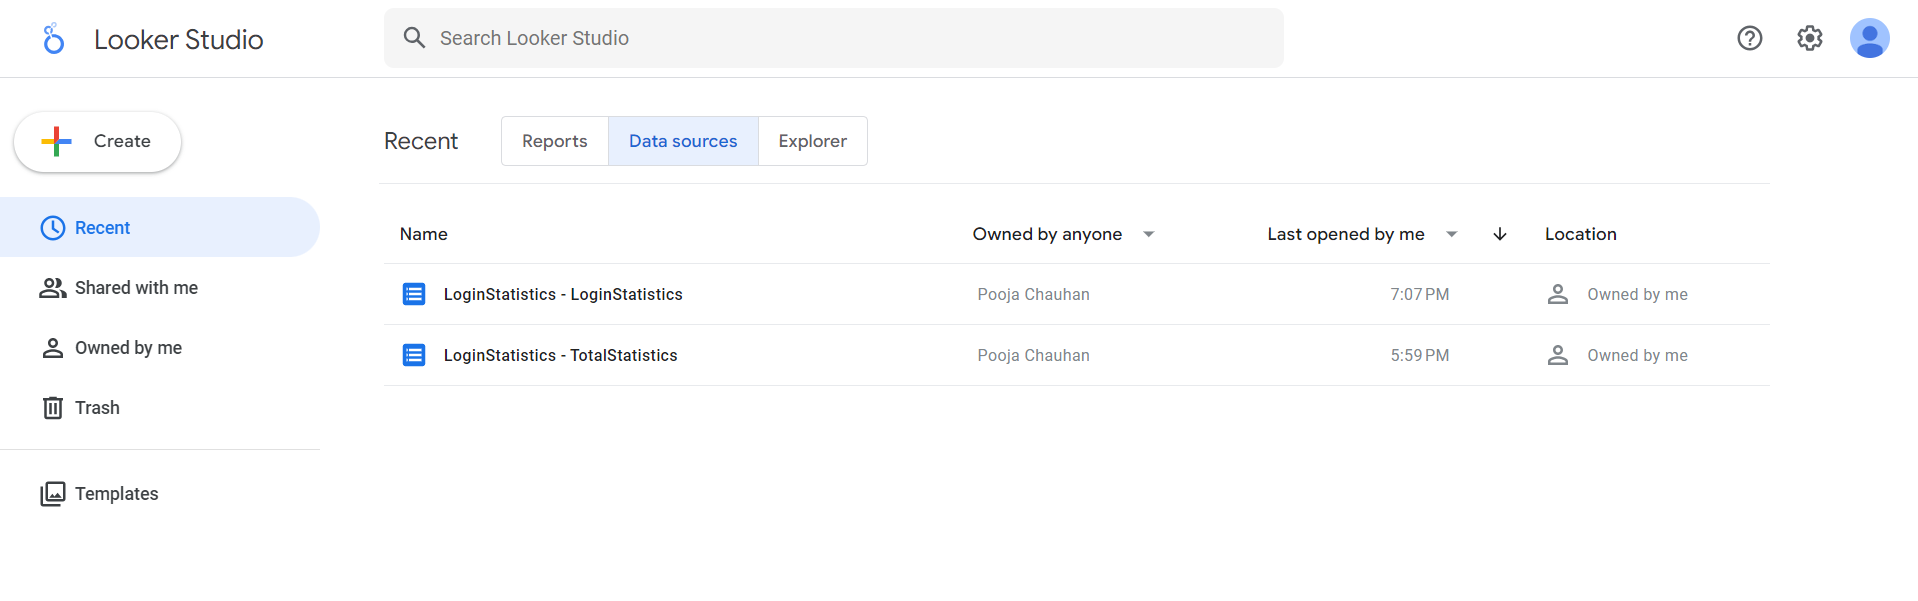 Looker Studio
Search Looker Studio
Create
Recent
Shared with me
Owned by me
Trash
Templates
Recent
Reports
Data sources
Explorer
Name Owned by anyone Last opened by me Location
LoginStatistics - LoginStatistics Pooja Chauhan 7:07 PM Owned by me
LoginStatistics - TotalStatistics Pooja Chauhan 5:59 PM Owned by me